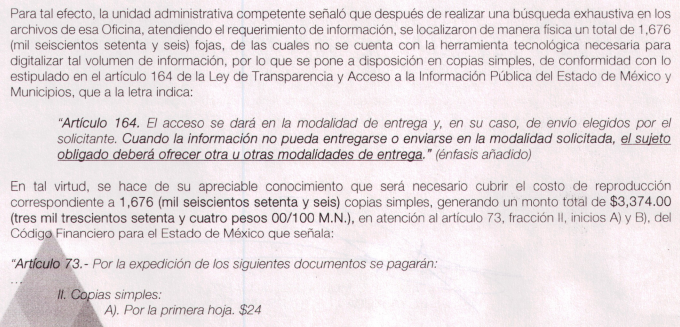 Para tal efecto, la unidad administrativa competente señaló que después de realizar una búsqueda exhaustiva en los
archivos de esa Oficina, atendiendo el requerimiento de información, se localizaron de manera física un total de 1,676
(mil seiscientos setenta y seis) fojas, de las cuales no se cuenta con la herramienta tecnológica necesaria para
digitalizar tal volumen de información, por lo que se pone a disposición en copias simples, de conformidad con lo
estipulado en el artículo 164 de la Ley de Transparencia y Acceso a la Información Pública del Estado de México y
Municipios, que a la letra indica:
“Artículo 164. El acceso se dará en la modalidad de entrega y, en su caso, de envío elegidos por el
solicitante. Cuando la información no pueda entregarse o enviarse en la modalidad solicitada, el sujeto
obligado deberá ofrecer otra u otras modalidades de entrega.” (énfasis añadido)
En tal virtud, se hace de su apreciable conocimiento que será necesario cubrir el costo de reproducción
correspondiente a 1,676 (mil seiscientos setenta y seis) copias simples, generando un monto total de $3,374.00
(tres mil trescientos setenta y cuatro pesos 00/100 M.N.), en atención al artículo 73, fracción II, inicios A) y B), del
Código Financiero para el Estado de México que señala:
“Artículo 73.- Por la expedición de los siguientes documentos se pagarán:
...
II. Copias simples:
A). Por la primera hoja. $24